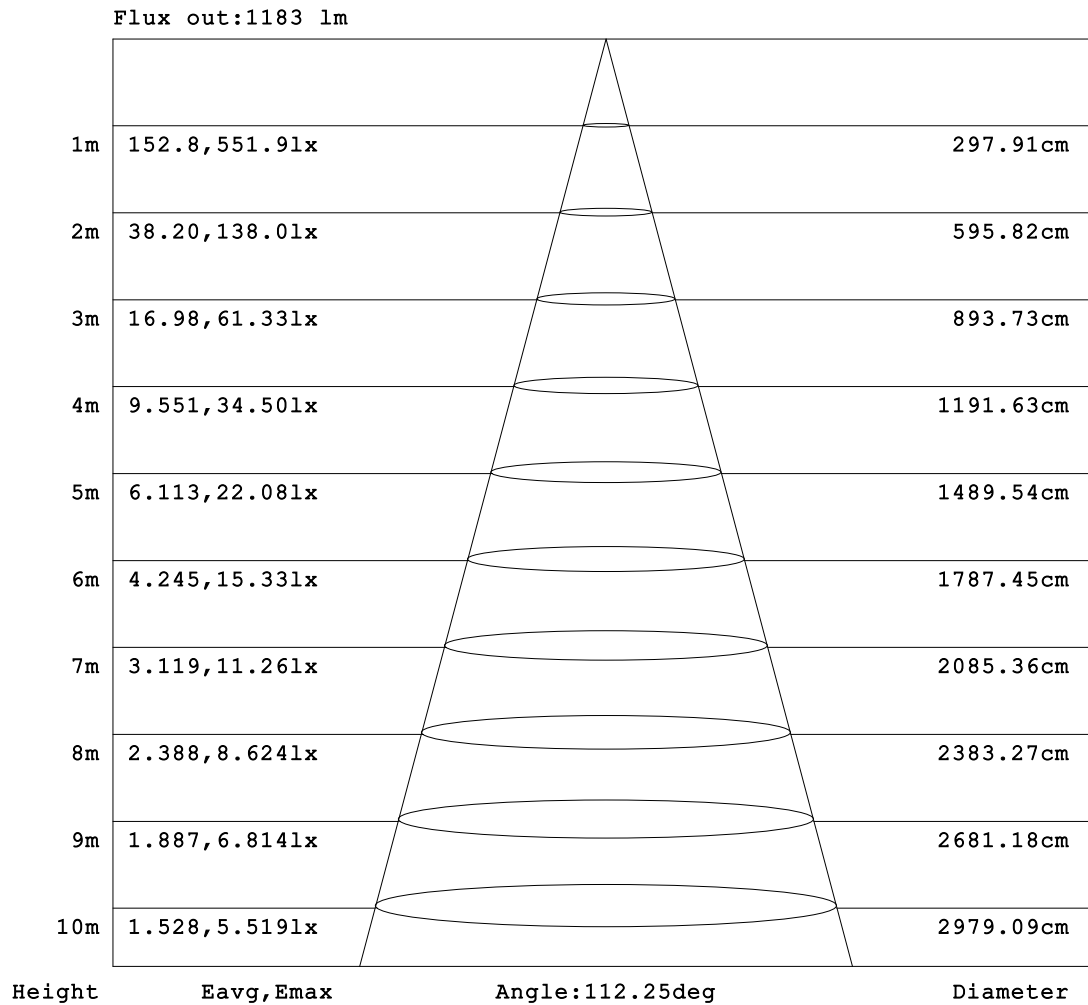 Flux out:1183 lm
1m 152.8,551.9lx 297.91cm
2m 38.20,138.0lx 595.82cm
3m 16.98,61.33lx 893.73cm
4m 9.551,34.50lx 1191.63cm
5m 6.113,22.08lx 1489.54cm
6m 4.245,15.33lx 1787.45cm
7m 3.119,11.26lx 2085.36cm
8m 2.388,8.624lx 2383.27cm
9m 1.887,6.814lx 2681.18cm
10m 1.528,5.519lx 2979.09cm
Height Eavg,Emax Angle:112.25deg Diameter